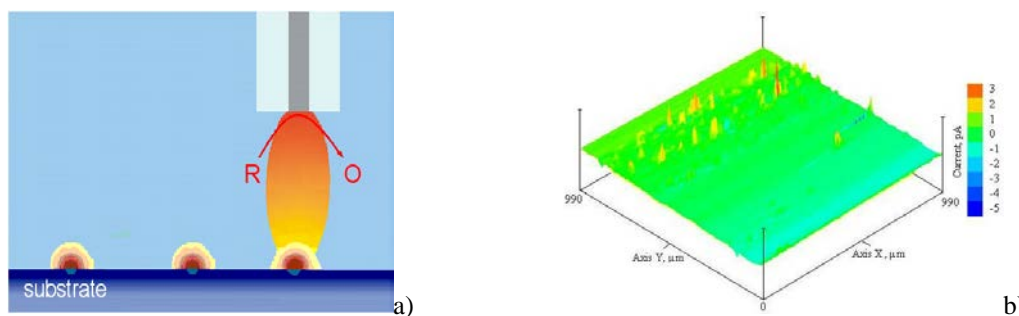 R O
substrate
a)
3
2
1
0
-1
-2
-3
-4
-5
Current, pA
990
990
Axis Y, µm
Axis X, µm
0
b)